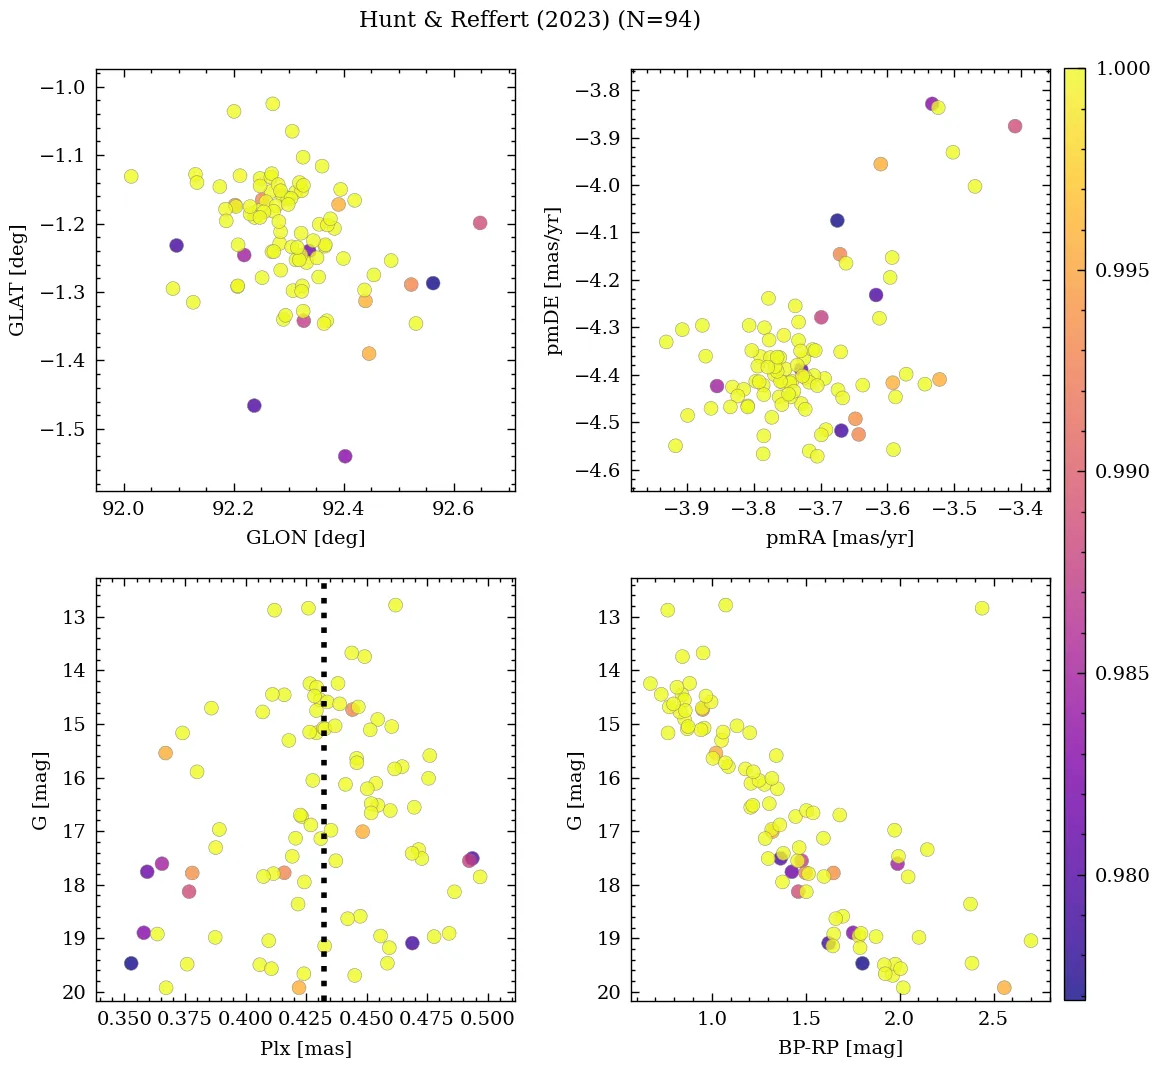 Hunt & Reffert (2023) (N=94)
−1.0
−1.1
−1.2
−1.3
−1.4
−1.5
GLAT [deg]
92.0 92.2 92.4 92.6
GLON [deg]
−3.8
−3.9
−4.0
−4.1
−4.2
−4.3
−4.4
−4.5
−4.6
pmDE [mas/yr]
−3.9 −3.8 −3.7 −3.6 −3.5 −3.4
pmRA [mas/yr]
1.000
0.995
0.990
0.985
0.980
13
14
15
16
17
18
19
20
G [mag]
0.350 0.375 0.400 0.425 0.450 0.475 0.500
Plx [mas]
13
14
15
16
17
18
19
20
G [mag]
1.0 1.5 2.0 2.5
BP-RP [mag]